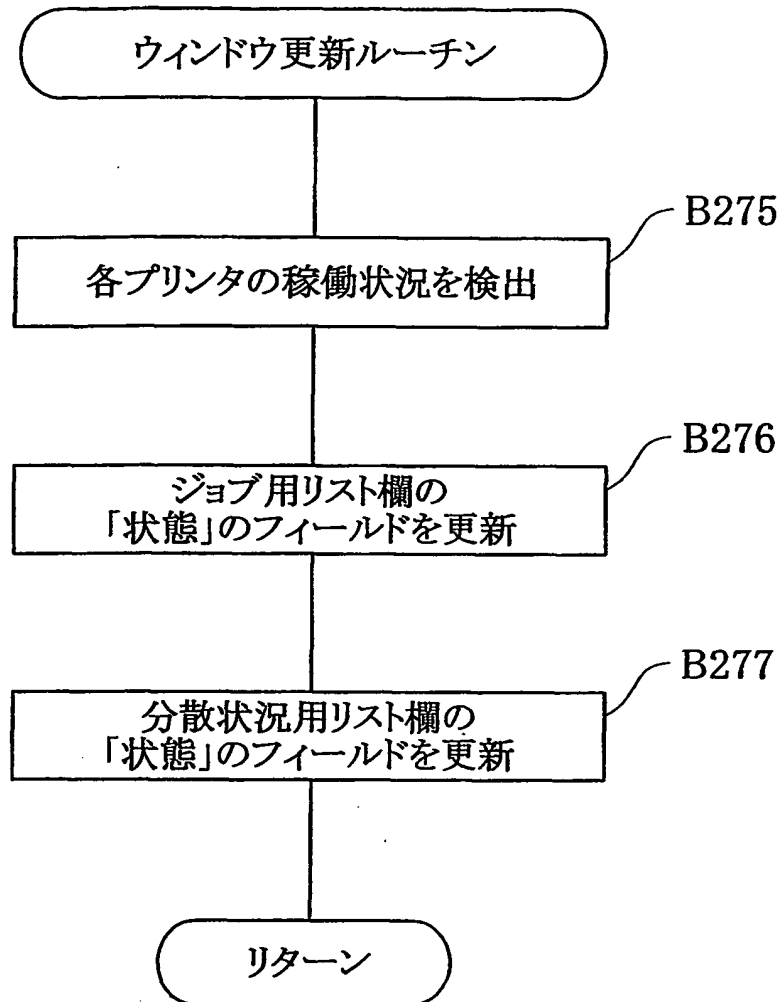 ウィンドウ更新ルーチン
B275
各プリンタの稼働状況を検出
B276
ジョブ用リスト欄の
「状態」のフィールドを更新
B277
分散状況用リスト欄の
「状態」のフィールドを更新
リターン